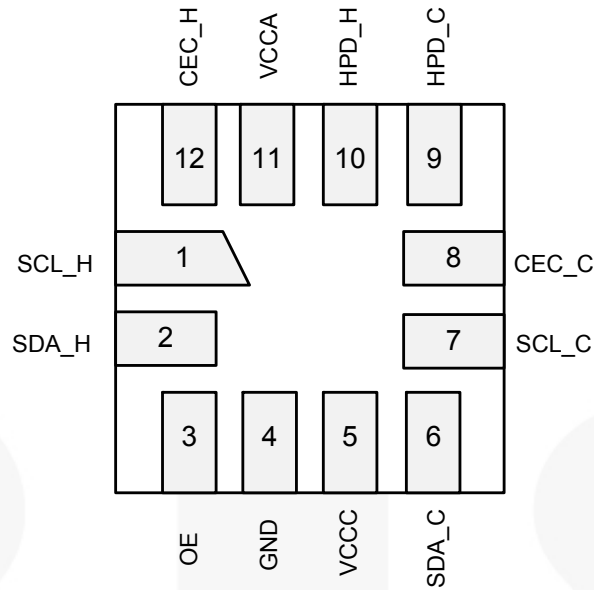 CEC_H
VCCA
HPD_H
HPD_C
12
11
10
9
SCL_H
1
8
CEC_C
SDA_H
2
7
SCL_C
3
4
5
6
OE
GND
VCCC
SDA_C